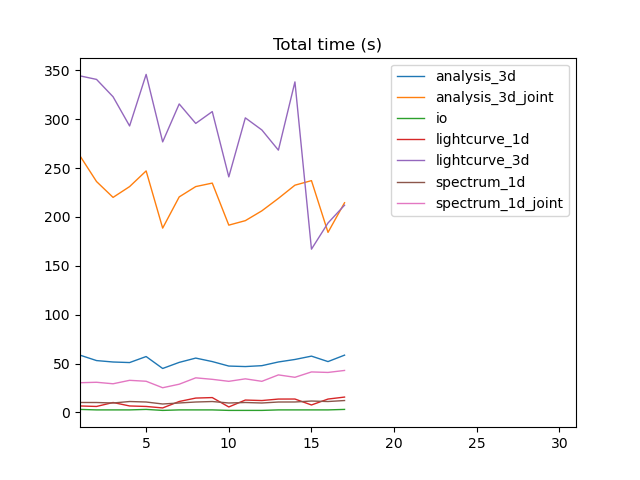 Total time (s)
350
300
250
200
150
100
50
0
5
10
15
20
25
30
analysis_3d
analysis_3d_joint
io
lightcurve_1d
lightcurve_3d
spectrum_1d
spectrum_1d_joint